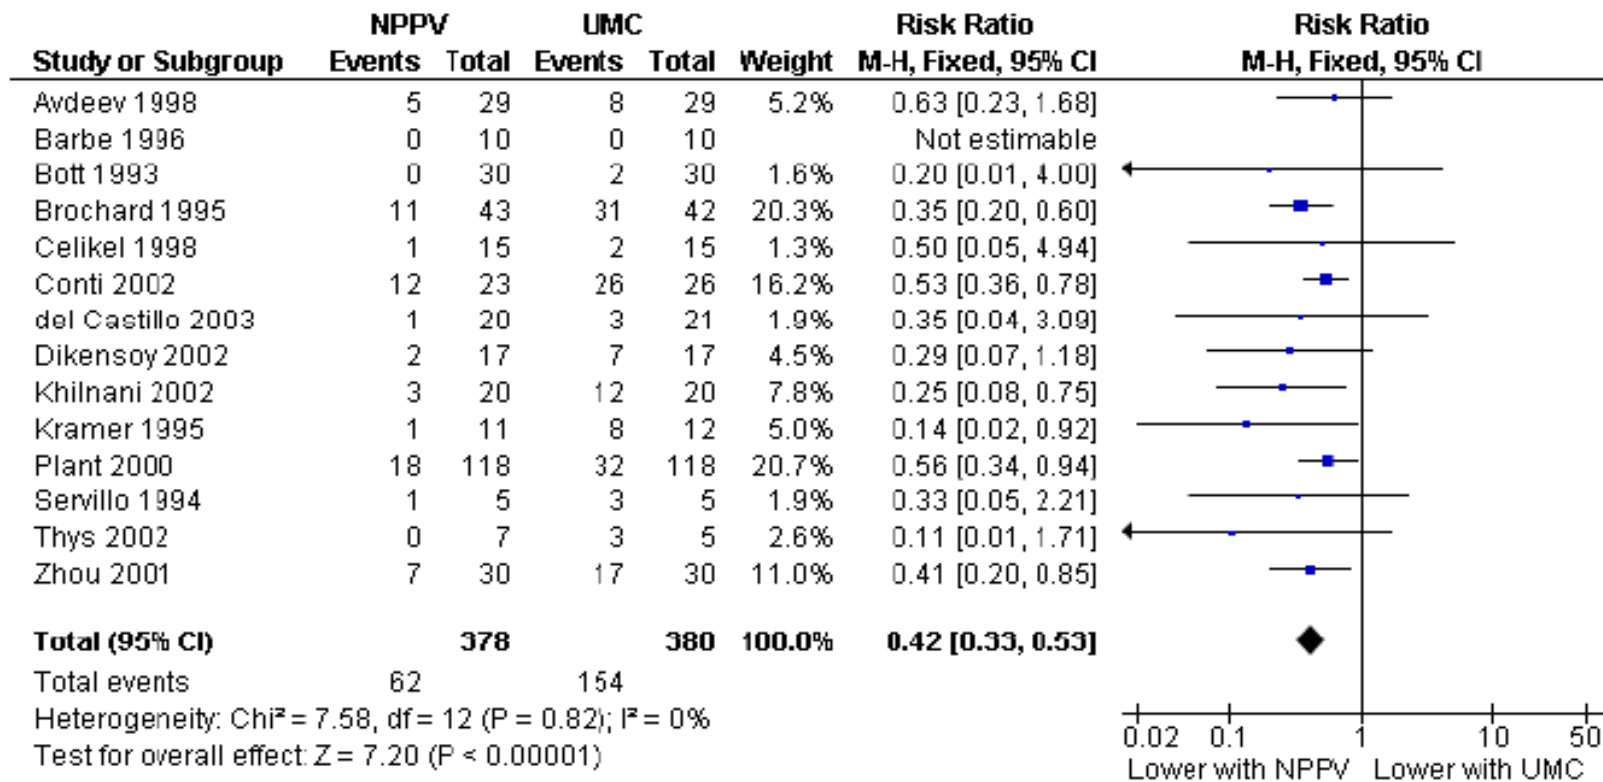 NPPV UMC Risk Ratio Risk Ratio
Study or Subgroup Events Total Events Total Weight M-H, Fixed, 95% CI M-H, Fixed, 95% CI
Avdeev 1998 5 29 8 29 5.2% 0.63 [0.23, 1.68]
Barbe 1996 0 10 0 10 Not estimable
Bott 1993 0 30 2 30 1.6% 0.20 [0.01, 4.00]
Brochard 1995 11 43 31 42 20.3% 0.35 [0.20, 0.60]
Celikel 1998 1 15 2 15 1.3% 0.50 [0.05, 4.94]
Conti 2002 12 23 26 26 16.2% 0.53 [0.36, 0.78]
del Castillo 2003 1 20 3 21 1.9% 0.35 [0.04, 3.09]
Dikensoy 2002 2 17 7 17 4.5% 0.29 [0.07, 1.18]
Khilnani 2002 3 20 12 20 7.8% 0.25 [0.08, 0.75]
Kramer 1995 1 11 8 12 5.0% 0.14 [0.02, 0.92]
Plant 2000 18 118 32 118 20.7% 0.56 [0.34, 0.94]
Servillo 1994 1 5 3 5 1.9% 0.33 [0.05, 2.21]
Thys 2002 0 7 3 5 2.6% 0.11 [0.01, 1.71]
Zhou 2001 7 30 17 30 11.0% 0.41 [0.20, 0.85]
Total (95% CI) 378 380 100.0% 0.42 [0.33, 0.53]
Total events 62 154
Heterogeneity: Chi² = 7.58, df = 12 (P = 0.82); I² = 0%
Test for overall effect: Z = 7.20 (P < 0.00001)
0.02 0.1 1 10 50
Lower with NPPV Lower with UMC